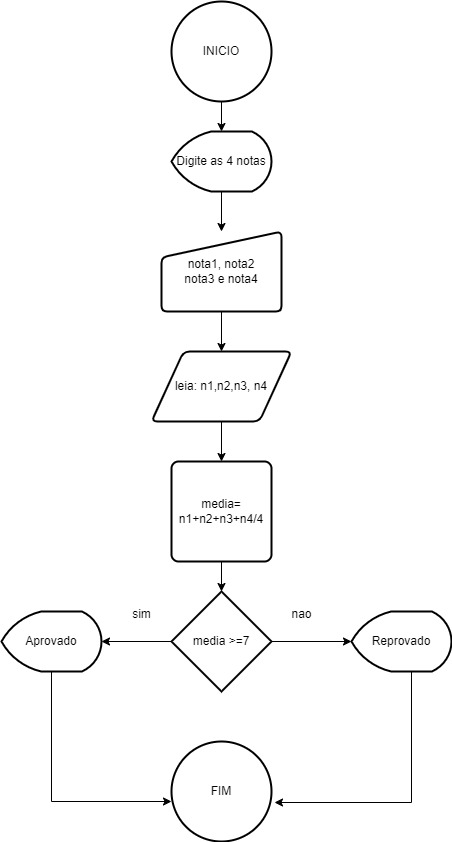 INICIO
Digite as 4 notas
nota1, nota2
nota3 e nota4
leia: n1,n2,n3, n4
media=
n1+n2+n3+n4/4
sim
nao
Aprovado
media >=7
Reprovado
FIM